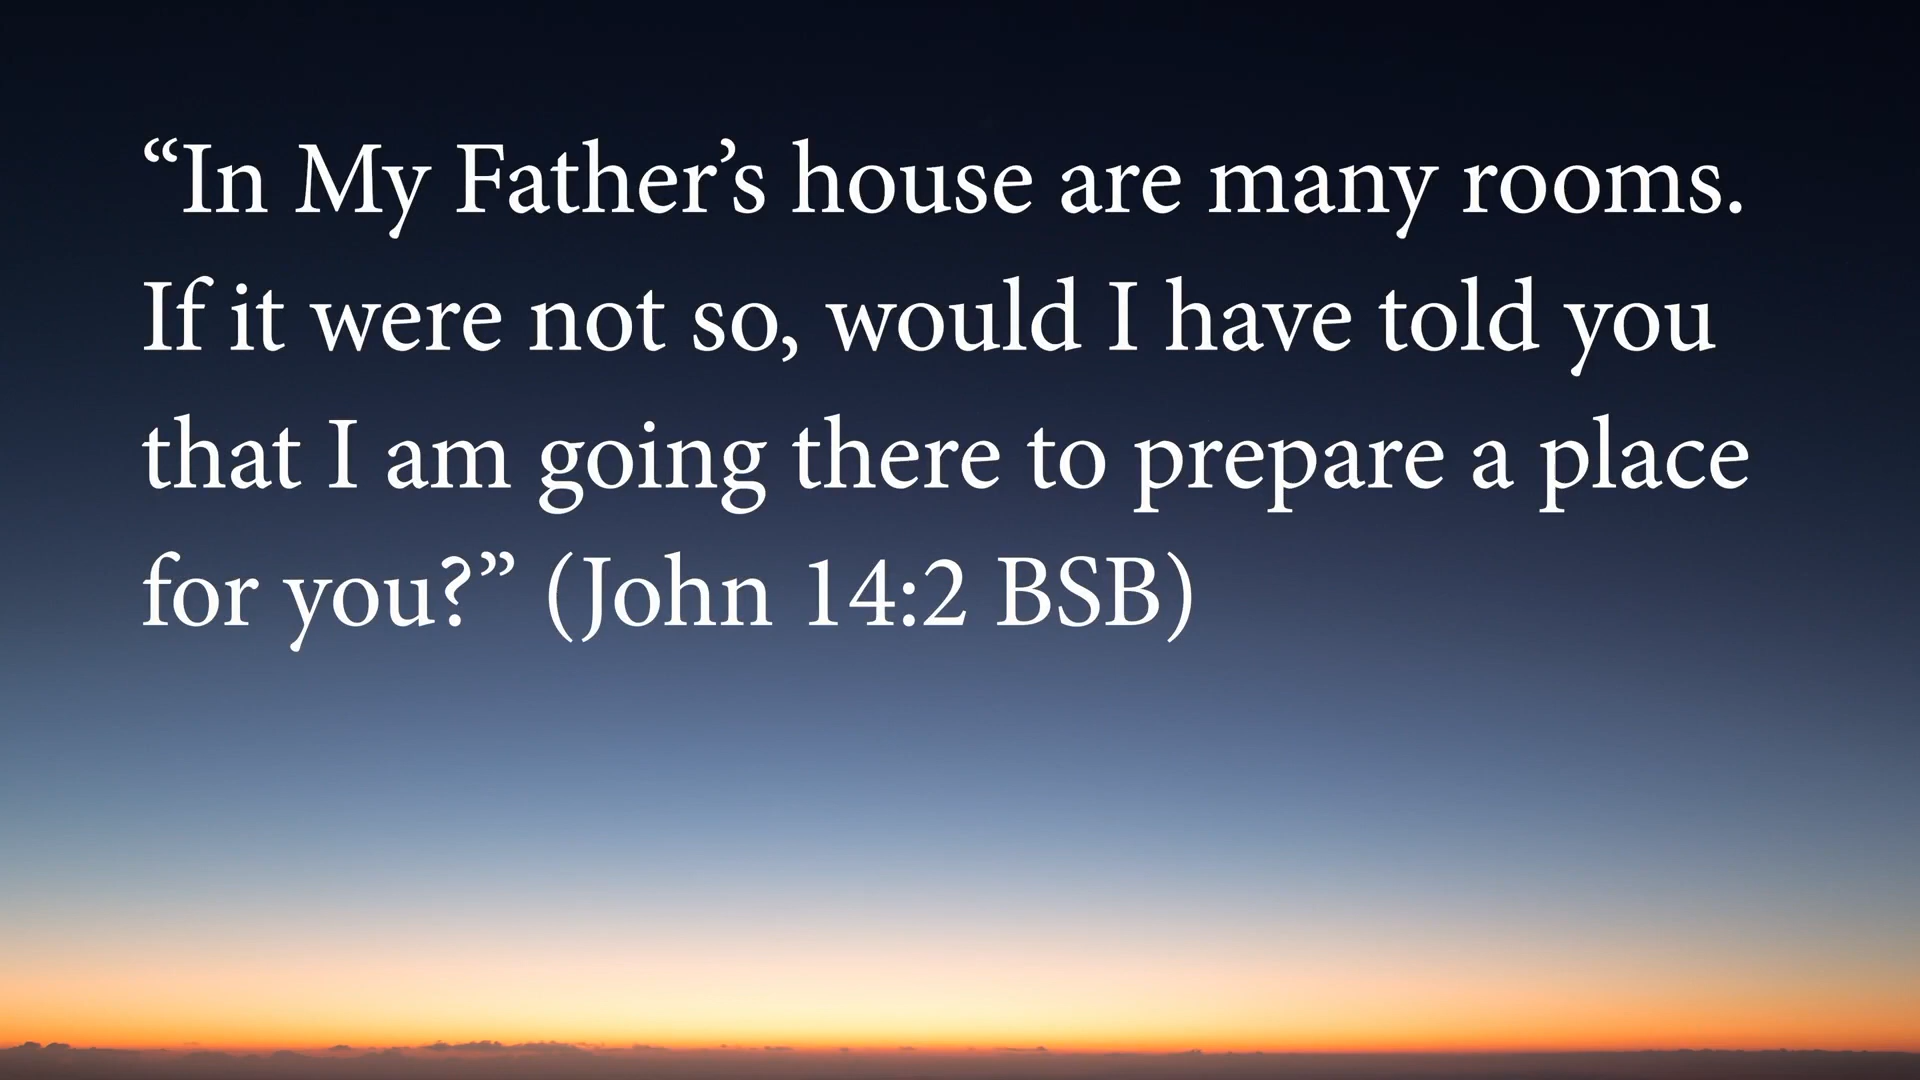 “In My Father’s house are many rooms.
If it were not so, would I have told you
that I am going there to prepare a place
for you?” (John 14:2 BSB)